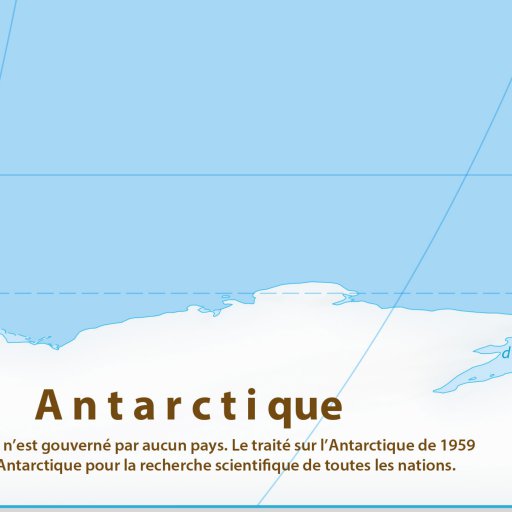 d
Antarctique
n’est gouverné par aucun pays. Le traité sur l’Antarctique de 1959
Antarctique pour la recherche scientifique de toutes les nations.